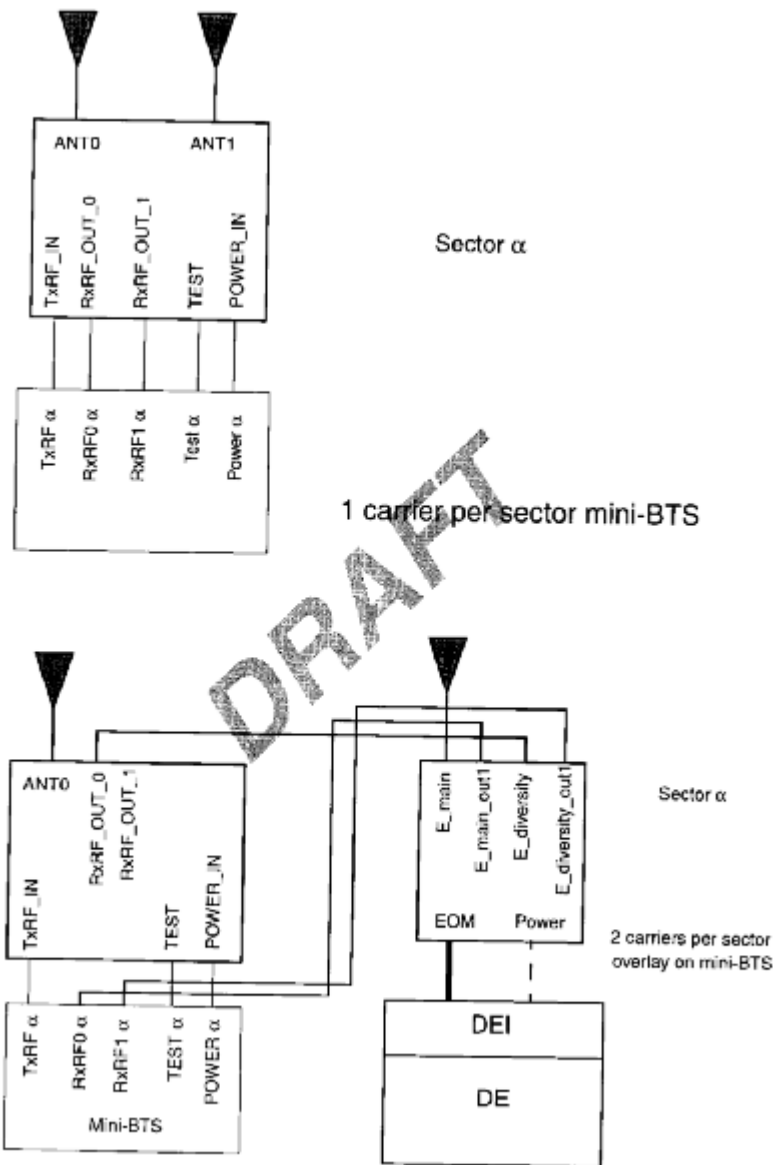 ANT0 ANT1
TxRF_IN
RxRF_OUT_0
RxRF_OUT_1
TEST
POWER_IN
Sector α
TxRF α
RxRF0 α
RxRF1 α
Test α
Power α
1 carrier per sector mini-BTS
DRAFT
ANT0
RxRF_OUT_0
RxRF_OUT_1
TxRF_IN
TEST
POWER_IN
E_main
E_main_out1
E_diversity
E_diversity_out1
Sector α
EOM Power
2 carriers per sector
overlay on mini-BTS
TxRF α
RxRF0 α
RxRF1 α
TEST α
POWER α
Mini-BTS
DEI
DE